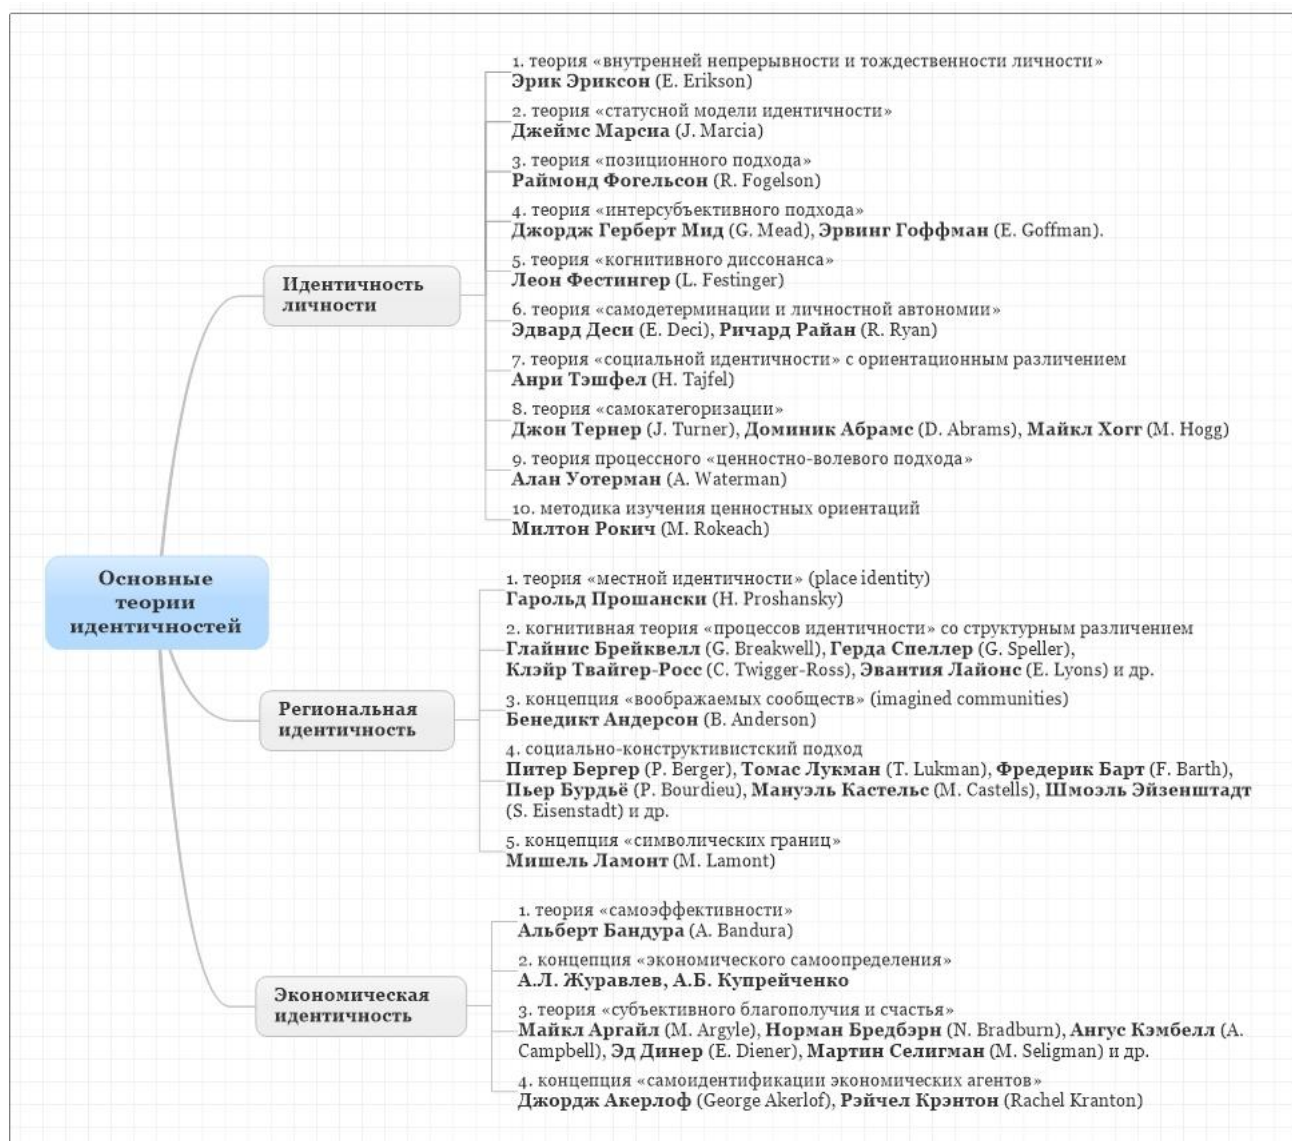 Основные
теории
идентичностей
Идентичность
личности
1. теория «внутренней непрерывности и тождественности личности»
Эрик Эриксон (E. Erikson)
2. теория «статусной модели идентичности»
Джеймс Марсиа (J. Marcia)
3. теория «позиционного подхода»
Раймонд Фогельсон (R. Fogelson)
4. теория «интерсубъективного подхода»
Джордж Герберт Мид (G. Mead), Эрвинг Гоффман (E. Goffman).
5. теория «когнитивного диссонанса»
Леон Фестингер (L. Festinger)
6. теория «самодетерминации и личностной автономии»
Эдвард Деси (E. Deci), Ричард Райан (R. Ryan)
7. теория «социальной идентичности» с ориентационным различением
Анри Тэшфел (H. Tajfel)
8. теория «самокатегоризации»
Джон Тернер (J. Turner), Доминик Абрамс (D. Abrams), Майкл Хогг (M. Hogg)
9. теория процессного «ценностно-волевого подхода»
Алан Уотерман (A. Waterman)
10. методика изучения ценностных ориентаций
Милтон Рокич (M. Rokeach)
Региональная
идентичность
1. теория «местной идентичности» (place identity)
Гарольд Прошански (H. Proshansky)
2. когнитивная теория «процессов идентичности» со структурным различением
Глайнис Брейквелл (G. Breakwell), Герда Спеллер (G. Speller),
Клэйр Твайгер-Росс (C. Twigger-Ross), Эвантия Лайонс (E. Lyons) и др.
3. концепция «воображаемых сообществ» (imagined communities)
Бенедикт Андерсон (B. Anderson)
4. социально-конструктивистский подход
Питер Бергер (P. Berger), Томас Лукман (T. Lukman), Фредерик Барт (F. Barth),
Пьер Бурдьё (P. Bourdieu), Мануэль Кастельс (M. Castells), Шмоэль Эйзенштадт
(S. Eisenstadt) и др.
5. концепция «символических границ»
Мишель Ламонт (M. Lamont)
Экономическая
идентичность
1. теория «самоэффективности»
Альберт Бандура (A. Bandura)
2. концепция «экономического самоопределения»
А.Л. Журавлев, А.Б. Купрейченко
3. теория «субъективного благополучия и счастья»
Майкл Аргайл (M. Argyle), Норман Бредбэрн (N. Bradburn), Ангус Кэмбелл (A.
Campbell), Эд Динер (E. Diener), Мартин Селигман (M. Seligman) и др.
4. концепция «самоидентификации экономических агентов»
Джордж Акерлоф (George Akerlof), Рэйчел Крэнтон (Rachel Kranton)